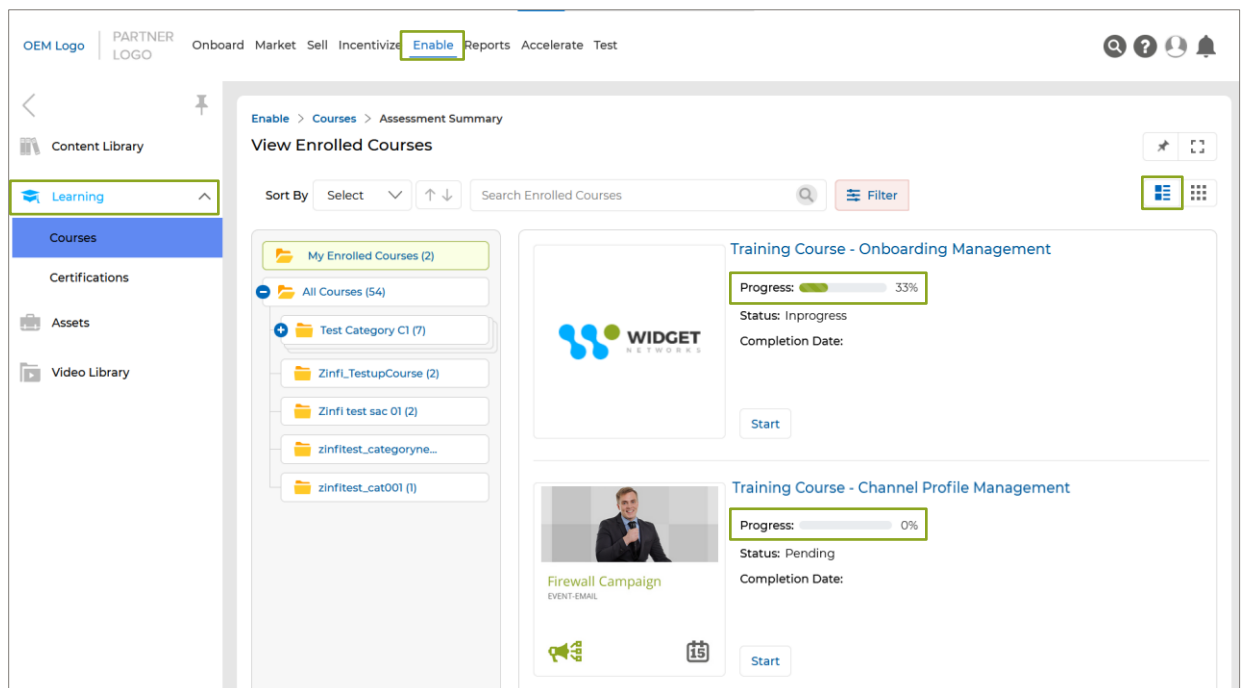 OEM Logo
PARTNER
LOGO
Onboard Market Sell Incentivize Enable Reports Accelerate Test
Content Library
Learning
Courses
Certifications
Assets
Video Library
Enable > Courses > Assessment Summary
View Enrolled Courses
Sort By Select Search Enrolled Courses Filter
My Enrolled Courses (2)
All Courses (54)
Test Category C1 (7)
Zinfi_TestupCourse (2)
Zinfi test sac 01 (2)
zinfitest_categoryne...
zinfitest_cat001 (1)
WIDGET
NETWORKS
Training Course - Onboarding Management
Progress: 33%
Status: Inprogress
Completion Date:
Start
Firewall Campaign
EVENT-EMAIL
15
Training Course - Channel Profile Management
Progress: 0%
Status: Pending
Completion Date:
Start